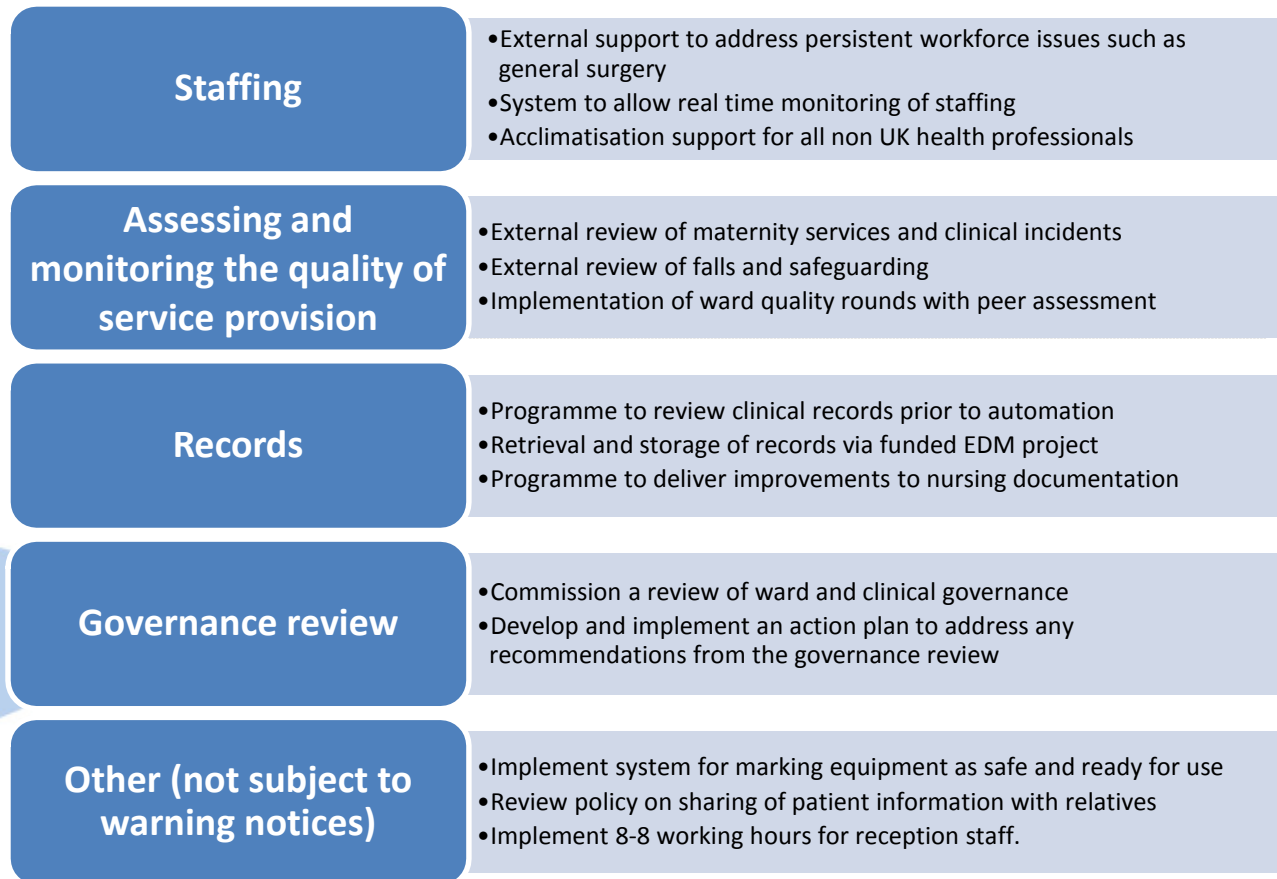 Staffing
•External support to address persistent workforce issues such as
general surgery
•System to allow real time monitoring of staffing
•Acclimatisation support for all non UK health professionals
Assessing and
monitoring the quality of
service provision
•External review of maternity services and clinical incidents
•External review of falls and safeguarding
•Implementation of ward quality rounds with peer assessment
Records
•Programme to review clinical records prior to automation
•Retrieval and storage of records via funded EDM project
•Programme to deliver improvements to nursing documentation
Governance review
•Commission a review of ward and clinical governance
•Develop and implement an action plan to address any
recommendations from the governance review
Other (not subject to
warning notices)
•Implement system for marking equipment as safe and ready for use
•Review policy on sharing of patient information with relatives
•Implement 8-8 working hours for reception staff.